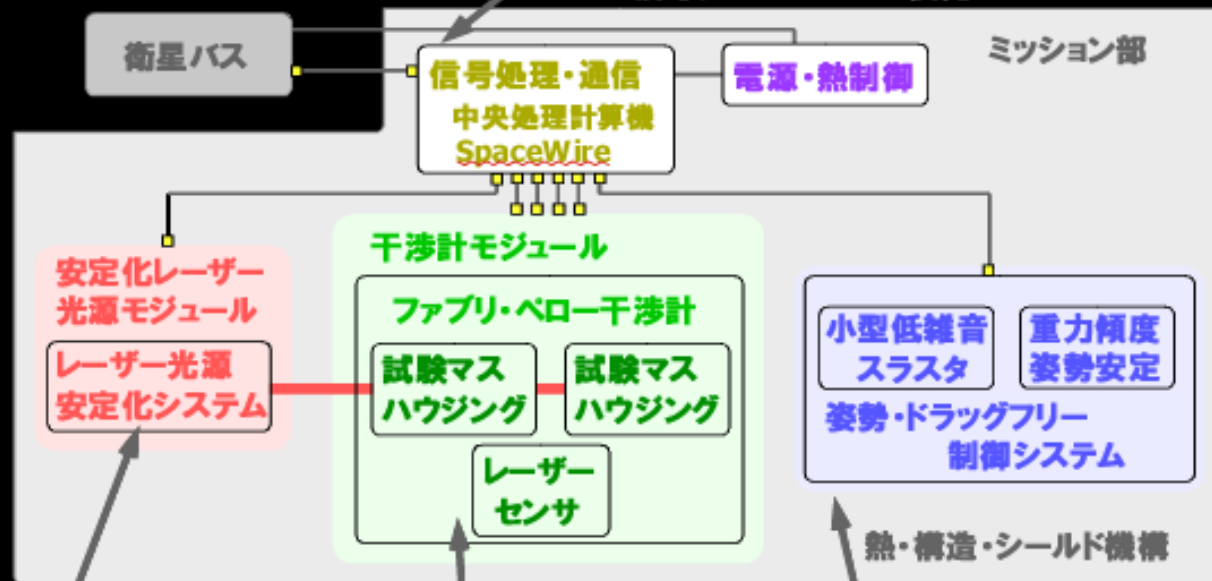 衛星バス
信号処理・通信
中央処理計算機
SpaceWire
電源・熱制御
ミッション部
安定化レーザー
光源モジュール
レーザー光源
安定化システム
干渉計モジュール
ファブリ・ペロー干渉計
試験マス
ハウジング
試験マス
ハウジング
レーザー
センサ
小型低雑音
スラスタ
重力傾度
姿勢安定
姿勢・ドラッグフリー
制御システム
熱・構造・シールド機構